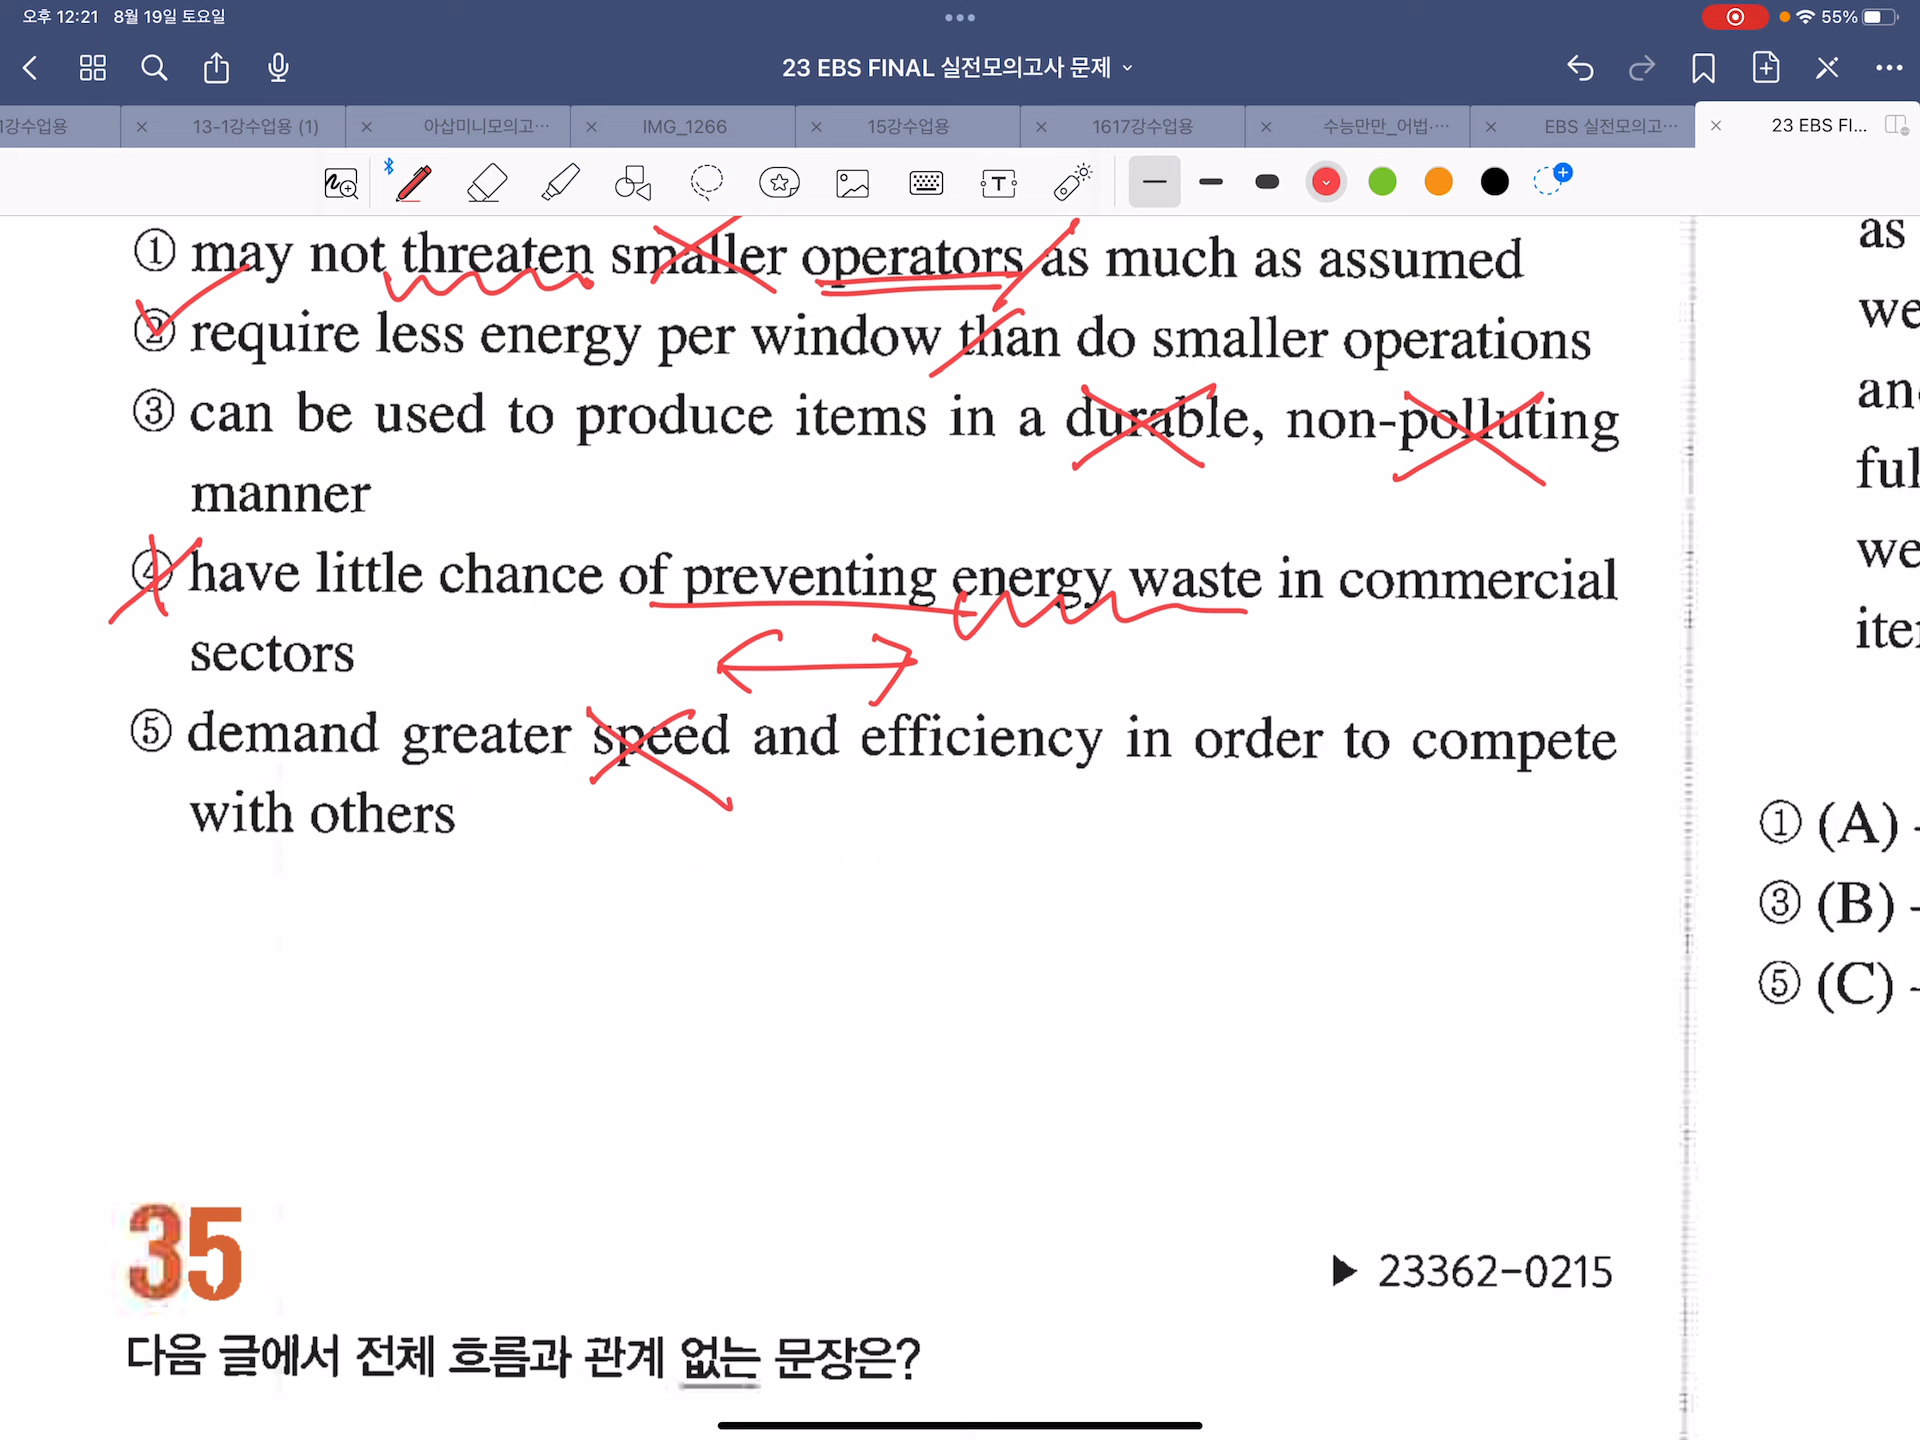 오후 12:21 8월 19일 토요일
55%
23 EBS FINAL 실전모의고사 문제
1강수업용
13-1강수업용 (1)
아삽미니모의고…
IMG_1266
15강수업용
1617강수업용
수능만만_어법…
EBS 실전모의고…
23 EBS FI...
① may not threaten smaller operators as much as assumed
② require less energy per window than do smaller operations
③ can be used to produce items in a durable, non-polluting
manner
④ have little chance of preventing energy waste in commercial
sectors
⑤ demand greater speed and efficiency in order to compete
with others
35
▶ 23362-0215
다음 글에서 전체 흐름과 관계 없는 문장은?
as
we
ful
we
① (A) -
③ (B) -
⑤ (C) -